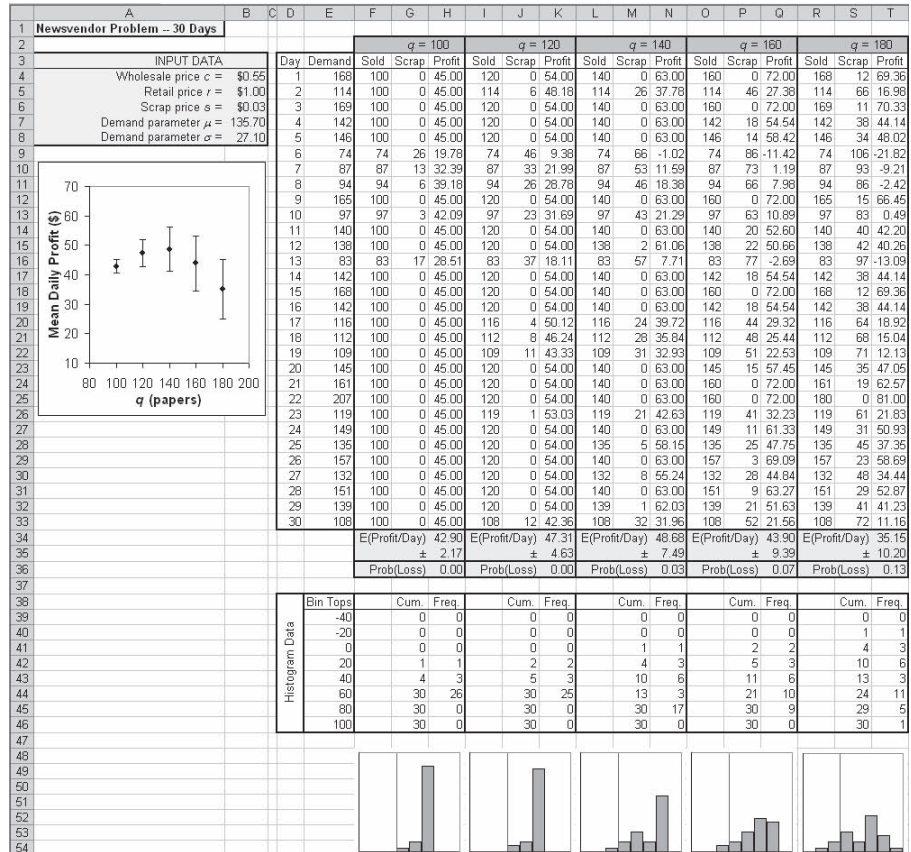 A B C D E F G H I J K L M N O P Q R S T
1 Newsvendor Problem -- 30 Days
2 q = 100 q = 120 q = 140 q = 160 q = 180
3 INPUT DATA Day Demand Sold Scrap Profit Sold Scrap Profit Sold Scrap Profit Sold Scrap Profit Sold Scrap Profit
4 Wholesale price c = $0.55 1 168 100 0 45.00 120 0 54.00 140 0 63.00 160 0 72.00 168 12 69.36
5 Retail price r = $1.00 2 114 100 0 45.00 114 6 48.18 114 26 37.78 114 46 27.38 114 66 16.98
6 Scrap price s = $0.03 3 169 100 0 45.00 120 0 54.00 140 0 63.00 160 0 72.00 169 11 70.33
7 Demand parameter μ = 135.70 4 142 100 0 45.00 120 0 54.00 140 0 63.00 142 18 54.54 142 38 44.14
8 Demand parameter σ = 27.10 5 146 100 0 45.00 120 0 54.00 140 0 63.00 146 14 58.42 146 34 48.02
9 6 74 74 26 19.78 74 46 9.38 74 66 -1.02 74 86 -11.42 74 106 -21.82
10 7 87 87 13 32.39 87 33 21.99 87 53 11.59 87 73 1.19 87 93 -9.21
11 8 94 94 6 39.18 94 26 28.78 94 46 18.38 94 66 7.98 94 86 -2.42
12 9 165 100 0 45.00 120 0 54.00 140 0 63.00 160 0 72.00 165 15 66.45
13 10 97 97 3 42.09 97 23 31.69 97 43 21.29 97 63 10.89 97 83 0.49
14 11 140 100 0 45.00 120 0 54.00 140 0 63.00 140 20 52.60 140 40 42.20
15 12 138 100 0 45.00 120 0 54.00 138 2 61.06 138 22 50.66 138 42 40.26
16 13 83 83 17 28.51 83 37 18.11 83 57 7.71 83 77 -2.69 83 97 -13.09
17 14 142 100 0 45.00 120 0 54.00 140 0 63.00 142 18 54.54 142 38 44.14
18 15 168 100 0 45.00 120 0 54.00 140 0 63.00 160 0 72.00 168 12 69.36
19 16 142 100 0 45.00 120 0 54.00 140 0 63.00 142 18 54.54 142 38 44.14
20 17 116 100 0 45.00 116 4 50.12 116 24 39.72 116 44 29.32 116 64 18.92
21 18 112 100 0 45.00 112 8 46.24 112 28 35.84 112 48 25.44 112 68 15.04
22 19 109 100 0 45.00 109 11 43.33 109 31 32.93 109 51 22.53 109 71 12.13
23 20 145 100 0 45.00 120 0 54.00 140 0 63.00 145 15 57.45 145 35 47.05
24 21 161 100 0 45.00 120 0 54.00 140 0 63.00 160 0 72.00 161 19 62.57
25 22 207 100 0 45.00 120 0 54.00 140 0 63.00 160 0 72.00 180 0 81.00
26 23 119 100 0 45.00 119 1 53.03 119 21 42.63 119 41 32.23 119 61 21.83
27 24 149 100 0 45.00 120 0 54.00 140 0 63.00 149 11 61.33 149 31 50.93
28 25 135 100 0 45.00 120 0 54.00 135 5 58.15 135 25 47.75 135 45 37.35
29 26 157 100 0 45.00 120 0 54.00 140 0 63.00 157 3 69.09 157 23 58.69
30 27 132 100 0 45.00 120 0 54.00 132 8 55.24 132 28 44.84 132 48 34.44
31 28 151 100 0 45.00 120 0 54.00 140 0 63.00 151 9 63.27 151 29 52.87
32 29 139 100 0 45.00 120 0 54.00 139 1 62.03 139 21 51.63 139 41 41.23
33 30 108 100 0 45.00 108 12 42.36 108 32 31.96 108 52 21.56 108 72 11.16
34 E(Profit/Day) 42.90 E(Profit/Day) 47.31 E(Profit/Day) 48.68 E(Profit/Day) 43.90 E(Profit/Day) 35.15
35 ± 2.17 ± 4.63 ± 7.49 ± 9.39 ± 10.20
36 Prob(Loss) 0.00 Prob(Loss) 0.00 Prob(Loss) 0.03 Prob(Loss) 0.07 Prob(Loss) 0.13
37
38 Bin Tops Cum. Freq. Cum. Freq. Cum. Freq. Cum. Freq. Cum. Freq.
39 -40 0 0 0 0 0 0 0 0 0 0
40 -20 0 0 0 0 0 0 0 0 1 1
41 0 0 0 0 0 1 1 2 2 4 3
42 20 1 1 2 2 4 3 5 3 10 6
43 40 4 3 5 3 10 6 11 6 13 3
44 60 30 26 30 25 13 3 21 10 24 11
45 80 30 0 30 0 30 17 30 9 29 5
46 100 30 0 30 0 30 0 30 0 30 1
Histogram Data
47
48
49
50
51
52
53
54
Mean Daily Profit ($)
70
60
50
40
30
20
10
80 100 120 140 160 180 200
q (papers)